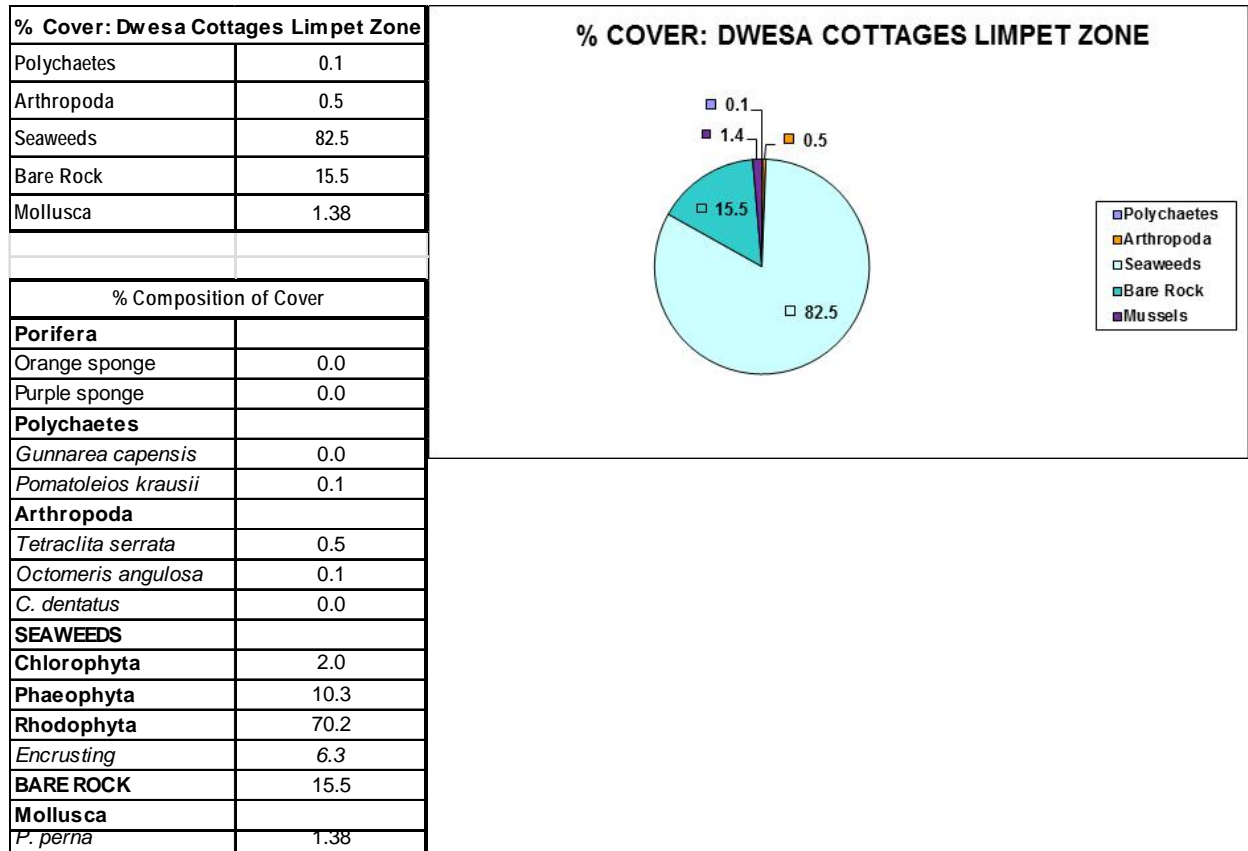 % Cover: Dwesa Cottages Limpet Zone
Polychaetes 0.1
Arthropoda 0.5
Seaweeds 82.5
Bare Rock 15.5
Mollusca 1.38
% Composition of Cover
Porifera
Orange sponge 0.0
Purple sponge 0.0
Polychaetes
Gunnarea capensis 0.0
Pomatoleios krausii 0.1
Arthropoda
Tetraclita serrata 0.5
Octomeris angulosa 0.1
C. dentatus 0.0
SEAWEEDS
Chlorophyta 2.0
Phaeophyta 10.3
Rhodophyta 70.2
Encrusting 6.3
BARE ROCK 15.5
Mollusca
P. perna 1.38
% COVER: DWESA COTTAGES LIMPET ZONE
0.1
1.4
0.5
15.5
82.5
Polychaetes
Arthropoda
Seaweeds
Bare Rock
Mussels